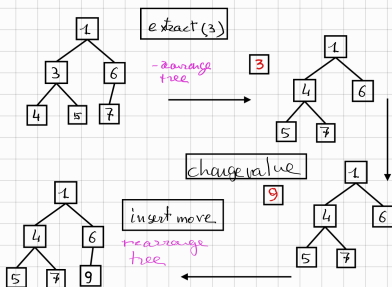 1
extract(3)
3 6
4 5 7
-rearrange
tree
3
1
4 6
5 7
changevalue
9
1
4 6
5 7
insert move
rearrange
tree
1
4 6
5 7 9